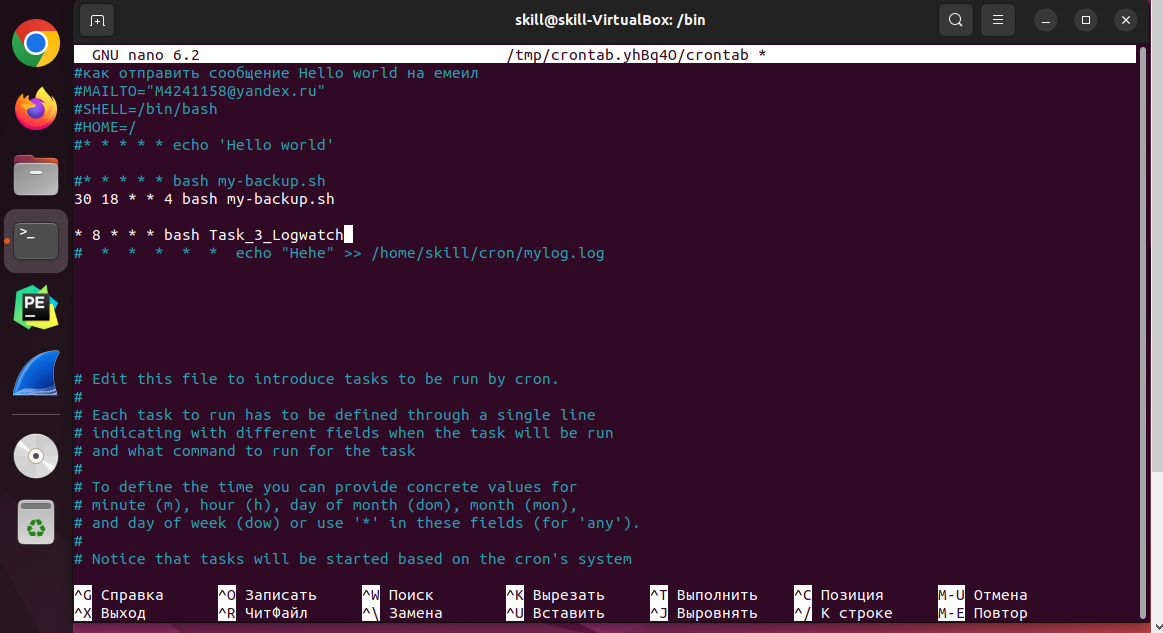 skill@skill-VirtualBox: /bin
GNU nano 6.2 /tmp/crontab.yhBq4O/crontab *
#как отправить сообщение Hello world на емеил
#MAILTO="M4241158@yandex.ru"
#SHELL=/bin/bash
#HOME=/
#* * * * * echo 'Hello world'
#* * * * * bash my-backup.sh
30 18 * * 4 bash my-backup.sh
* 8 * * * bash Task_3_Logwatch
# * * * * * echo "Hehe" >> /home/skill/cron/mylog.log
# Edit this file to introduce tasks to be run by cron.
#
# Each task to run has to be defined through a single line
# indicating with different fields when the task will be run
# and what command to run for the task
#
# To define the time you can provide concrete values for
# minute (m), hour (h), day of month (dom), month (mon),
# and day of week (dow) or use '*' in these fields (for 'any').
#
# Notice that tasks will be started based on the cron's system
^G Справка ^O Записать ^W Поиск ^K Вырезать ^T Выполнить ^C Позиция M-U Отмена
^X Выход ^R ЧитФайл ^\ Замена ^U Вставить ^J Выровнять ^/ К строке M-E Повтор
>_
PE